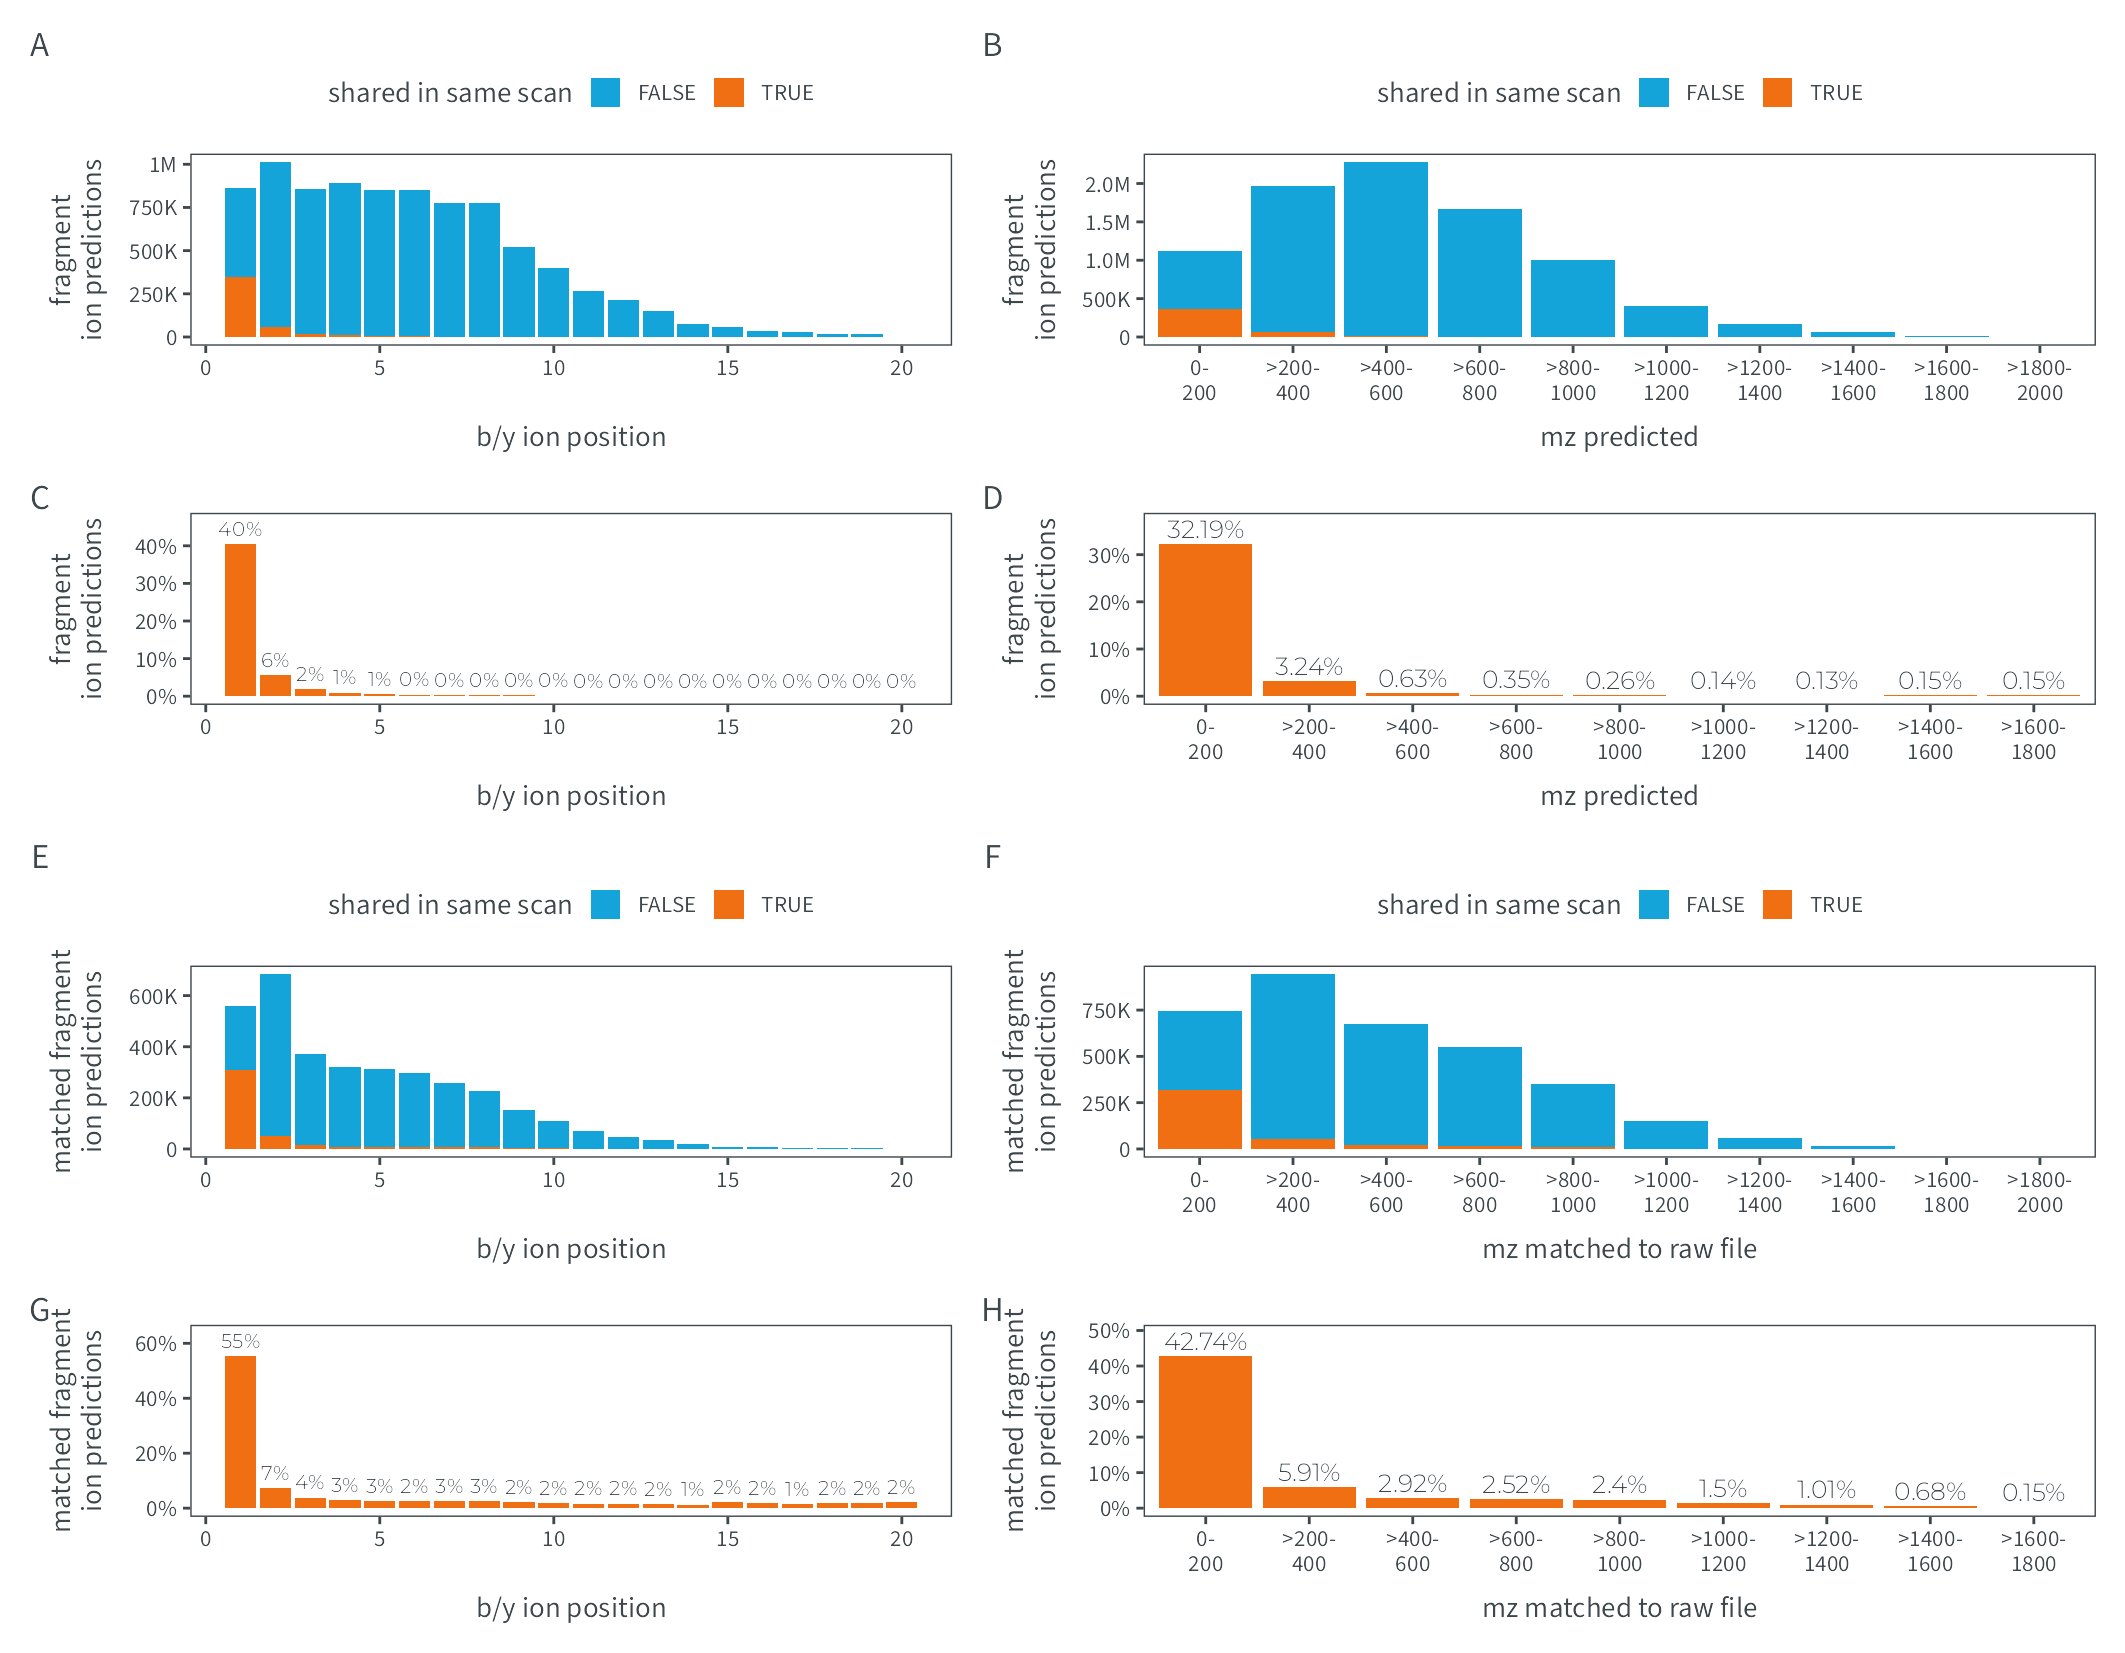 A
shared in same scan FALSE TRUE
fragment
ion predictions
1M
750K
500K
250K
0
0 5 10 15 20
b/y ion position
B
shared in same scan FALSE TRUE
fragment
ion predictions
2.0M
1.5M
1.0M
500K
0
0- >200- >400- >600- >800- >1000- >1200- >1400- >1600- >1800-
200 400 600 800 1000 1200 1400 1600 1800 2000
mz predicted
C
fragment
ion predictions
40%
30%
20%
10%
0%
40% 6% 2% 1% 1% 0% 0% 0% 0% 0% 0% 0% 0% 0% 0% 0% 0% 0% 0% 0%
0 5 10 15 20
b/y ion position
D
fragment
ion predictions
30%
20%
10%
0%
32.19% 3.24% 0.63% 0.35% 0.26% 0.14% 0.13% 0.15% 0.15%
0- >200- >400- >600- >800- >1000- >1200- >1400- >1600-
200 400 600 800 1000 1200 1400 1600 1800
mz predicted
E
shared in same scan FALSE TRUE
matched fragment
ion predictions
600K
400K
200K
0
0 5 10 15 20
b/y ion position
F
shared in same scan FALSE TRUE
matched fragment
ion predictions
750K
500K
250K
0
0- >200- >400- >600- >800- >1000- >1200- >1400- >1600- >1800-
200 400 600 800 1000 1200 1400 1600 1800 2000
mz matched to raw file
G
matched fragment
ion predictions
60%
40%
20%
0%
55% 7% 4% 3% 3% 2% 3% 3% 2% 2% 2% 2% 2% 1% 2% 2% 1% 2% 2% 2%
0 5 10 15 20
b/y ion position
H
matched fragment
ion predictions
50%
40%
30%
20%
10%
0%
42.74% 5.91% 2.92% 2.52% 2.4% 1.5% 1.01% 0.68% 0.15%
0- >200- >400- >600- >800- >1000- >1200- >1400- >1600-
200 400 600 800 1000 1200 1400 1600 1800
mz matched to raw file